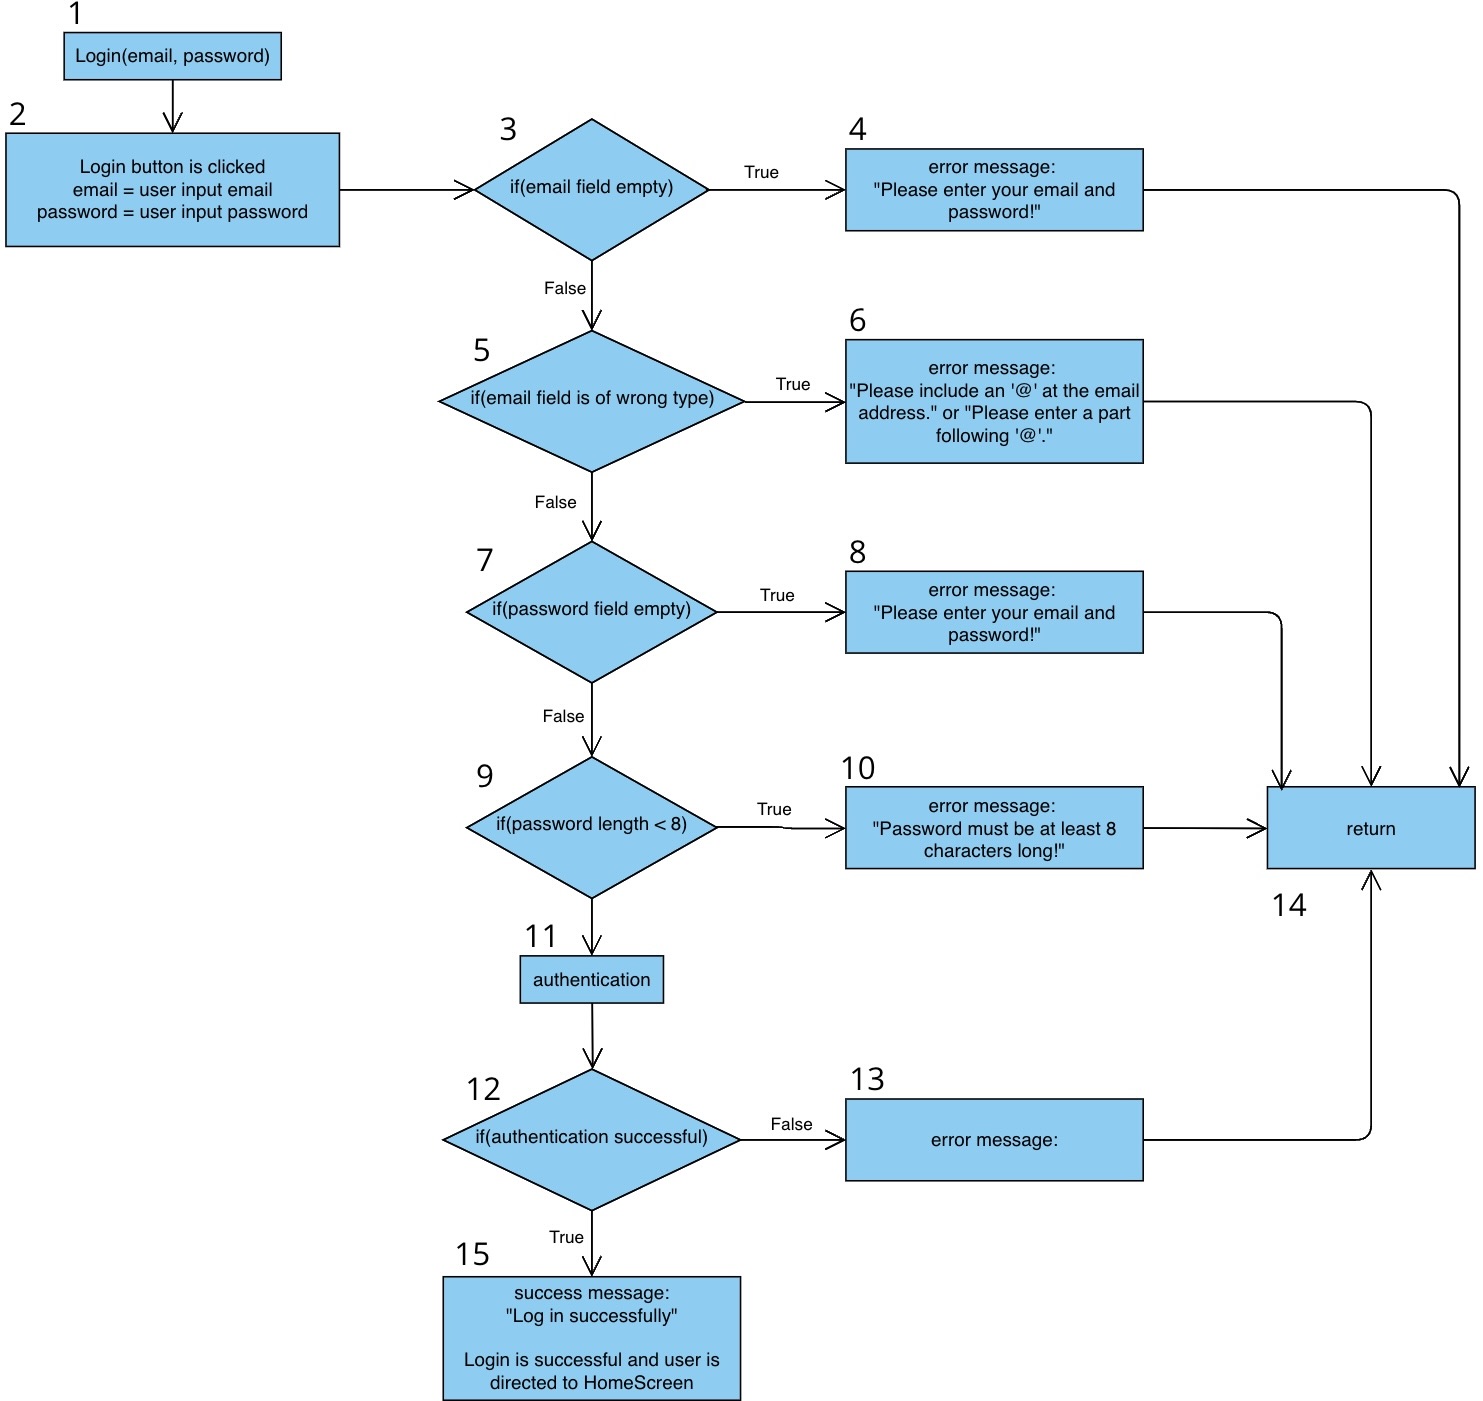 1
Login(email, password)
2
Login button is clicked
email = user input email
password = user input password
3
if(email field empty)
True
4
error message:
"Please enter your email and
password!"
False
5
if(email field is of wrong type)
True
6
error message:
"Please include an '@' at the email
address." or "Please enter a part
following '@'."
False
7
if(password field empty)
True
8
error message:
"Please enter your email and
password!"
False
9
if(password length < 8)
True
10
error message:
"Password must be at least 8
characters long!"
return
14
11
authentication
12
if(authentication successful)
False
13
error message:
True
15
success message:
"Log in successfully"
Login is successful and user is
directed to HomeScreen